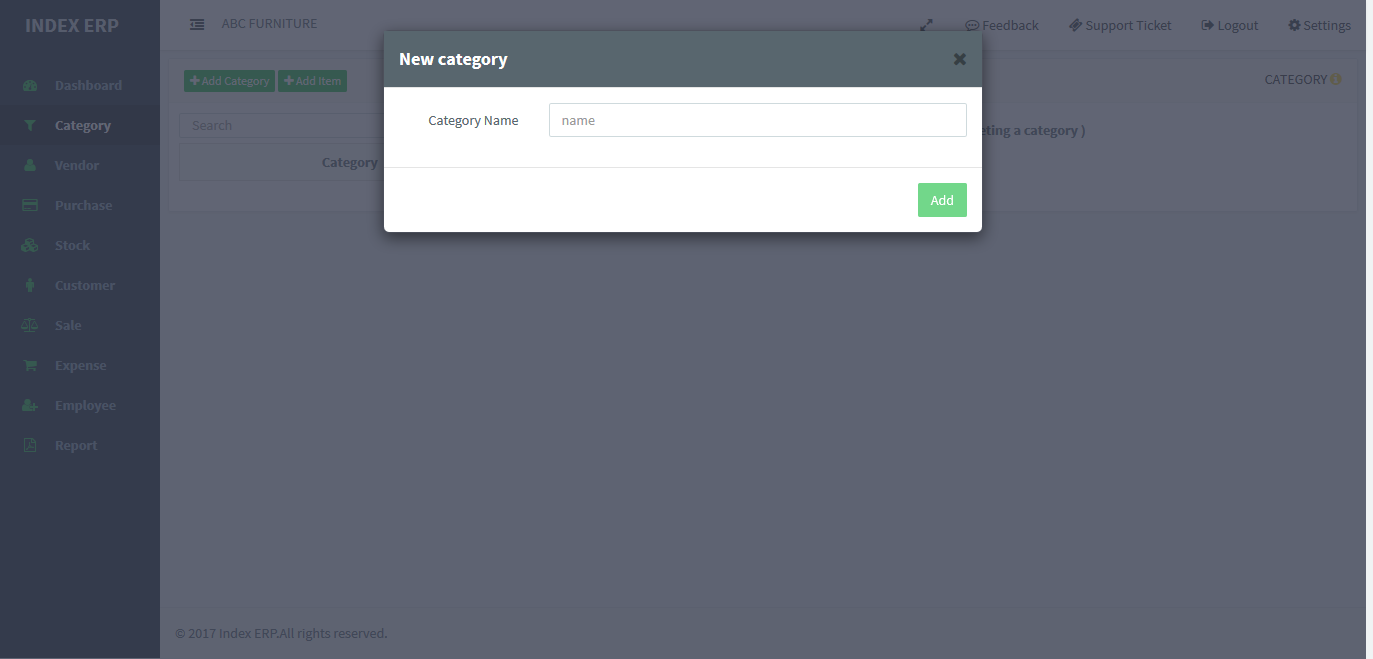 INDEX ERP
ABC FURNITURE
Feedback
Support Ticket
Logout
Settings
Dashboard
Category
Vendor
Purchase
Stock
Customer
Sale
Expense
Employee
Report
Add Category
Add Item
CATEGORY
Search
eting a category )
Category
New category
Category Name
name
Add
© 2017 Index ERP.All rights reserved.